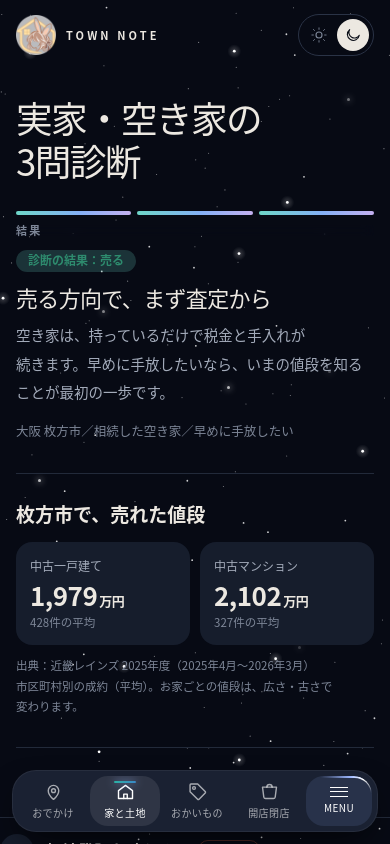 TOWN NOTE
実家・空き家の
3問診断
結果
診断の結果：売る
売る方向で、まず査定から
空き家は、持っているだけで税金と手入れが
続きます。早めに手放したいなら、いまの値段を知る
ことが最初の一歩です。
大阪 枚方市／相続した空き家／早めに手放したい
枚方市で、売れた値段
中古一戸建て
1,979万円
428件の平均
中古マンション
2,102万円
327件の平均
出典：近畿レインズ2025年度（2025年4月〜2026年3月）
市区町村別の成約（平均）。お家ごとの値段は、広さ・古さで
変わります。
おでかけ
家と土地
おかいもの
開店閉店
MENU